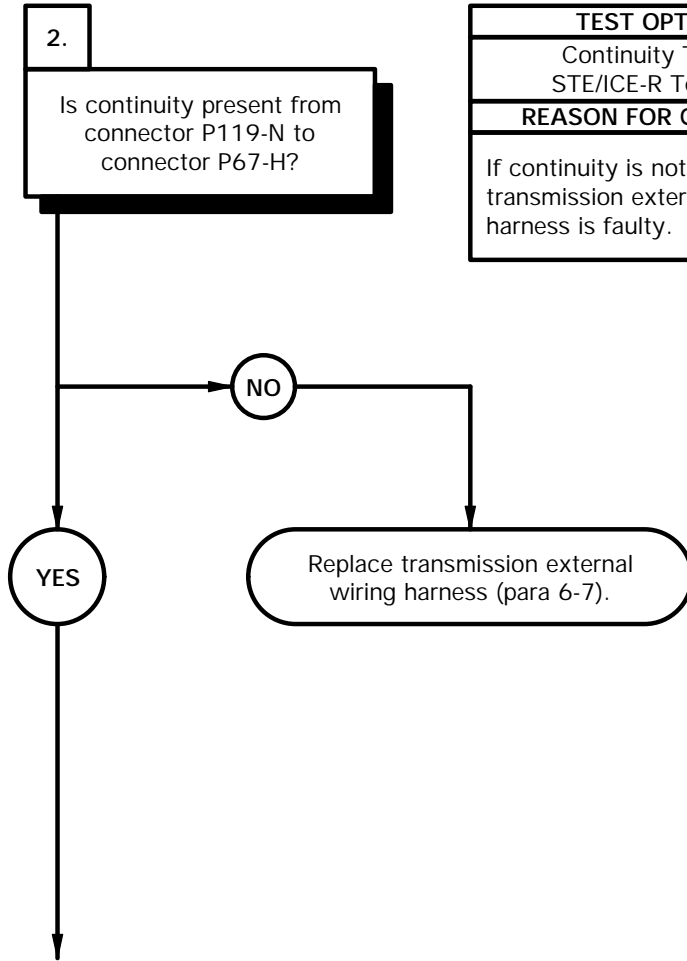 2.
Is continuity present from
connector P119-N to
connector P67-H?
TEST OPT
Continuity T
STE/ICE-R T
REASON FOR
If continuity is not
transmission exter
harness is faulty.
NO
YES
Replace transmission external
wiring harness (para 6-7).